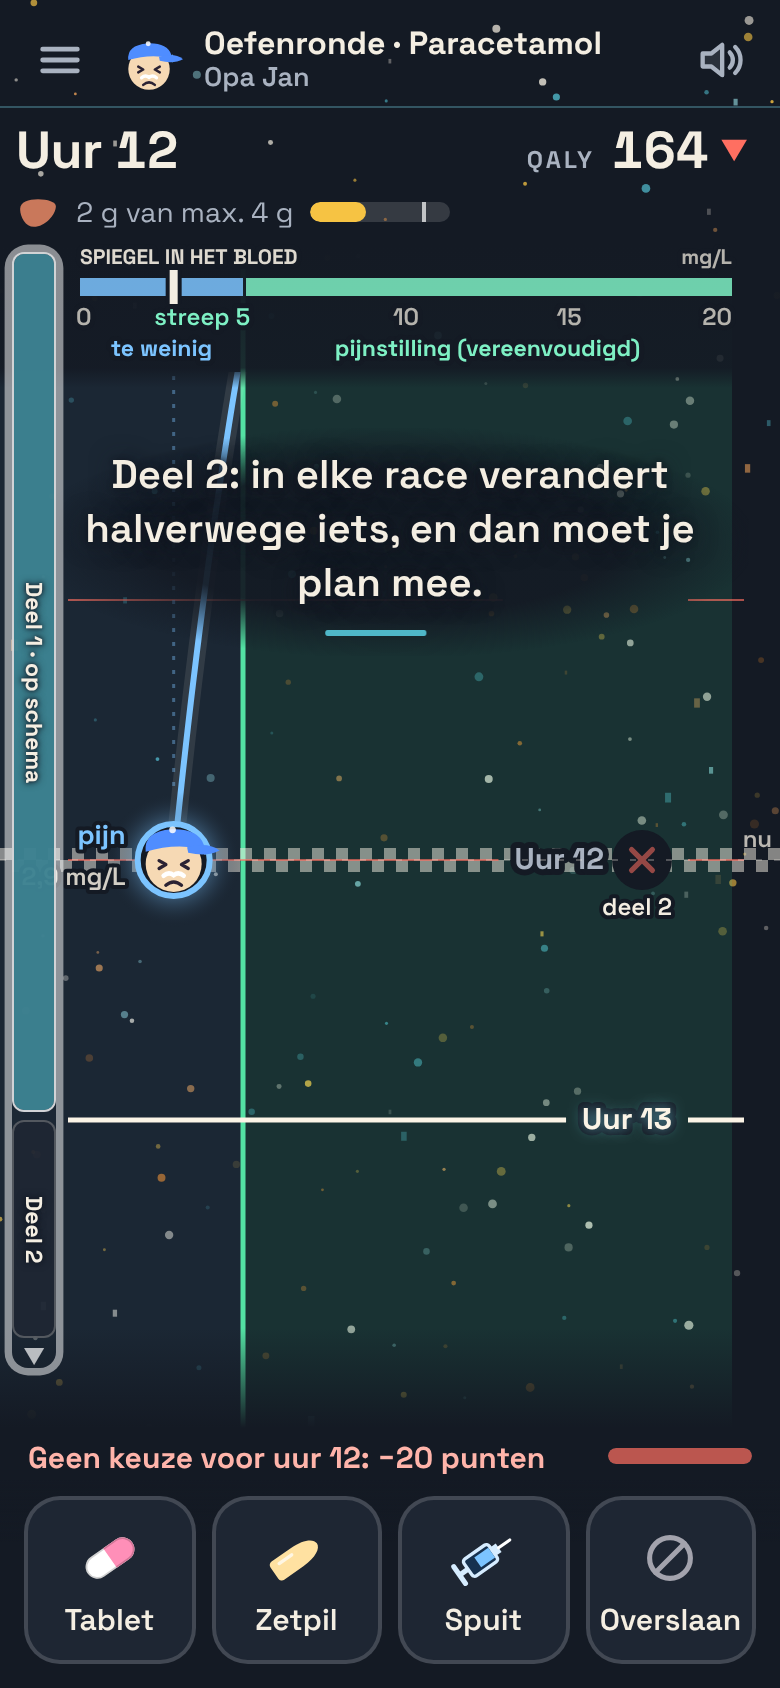 Oefenronde · Paracetamol
Opa Jan
Uur 12
QALY 164
2 g van max. 4 g
SPIEGEL IN HET BLOED mg/L
0 streep 5 10 15 20
te weinig pijnstilling (vereenvoudigd)
Deel 2: in elke race verandert
halverwege iets, en dan moet je
plan mee.
Deel 1 · op schema
pijn
2,9 mg/L
Uur 12
nu
deel 2
Uur 13
Deel 2
Geen keuze voor uur 12: −20 punten
Tablet
Zetpil
Spuit
Overslaan